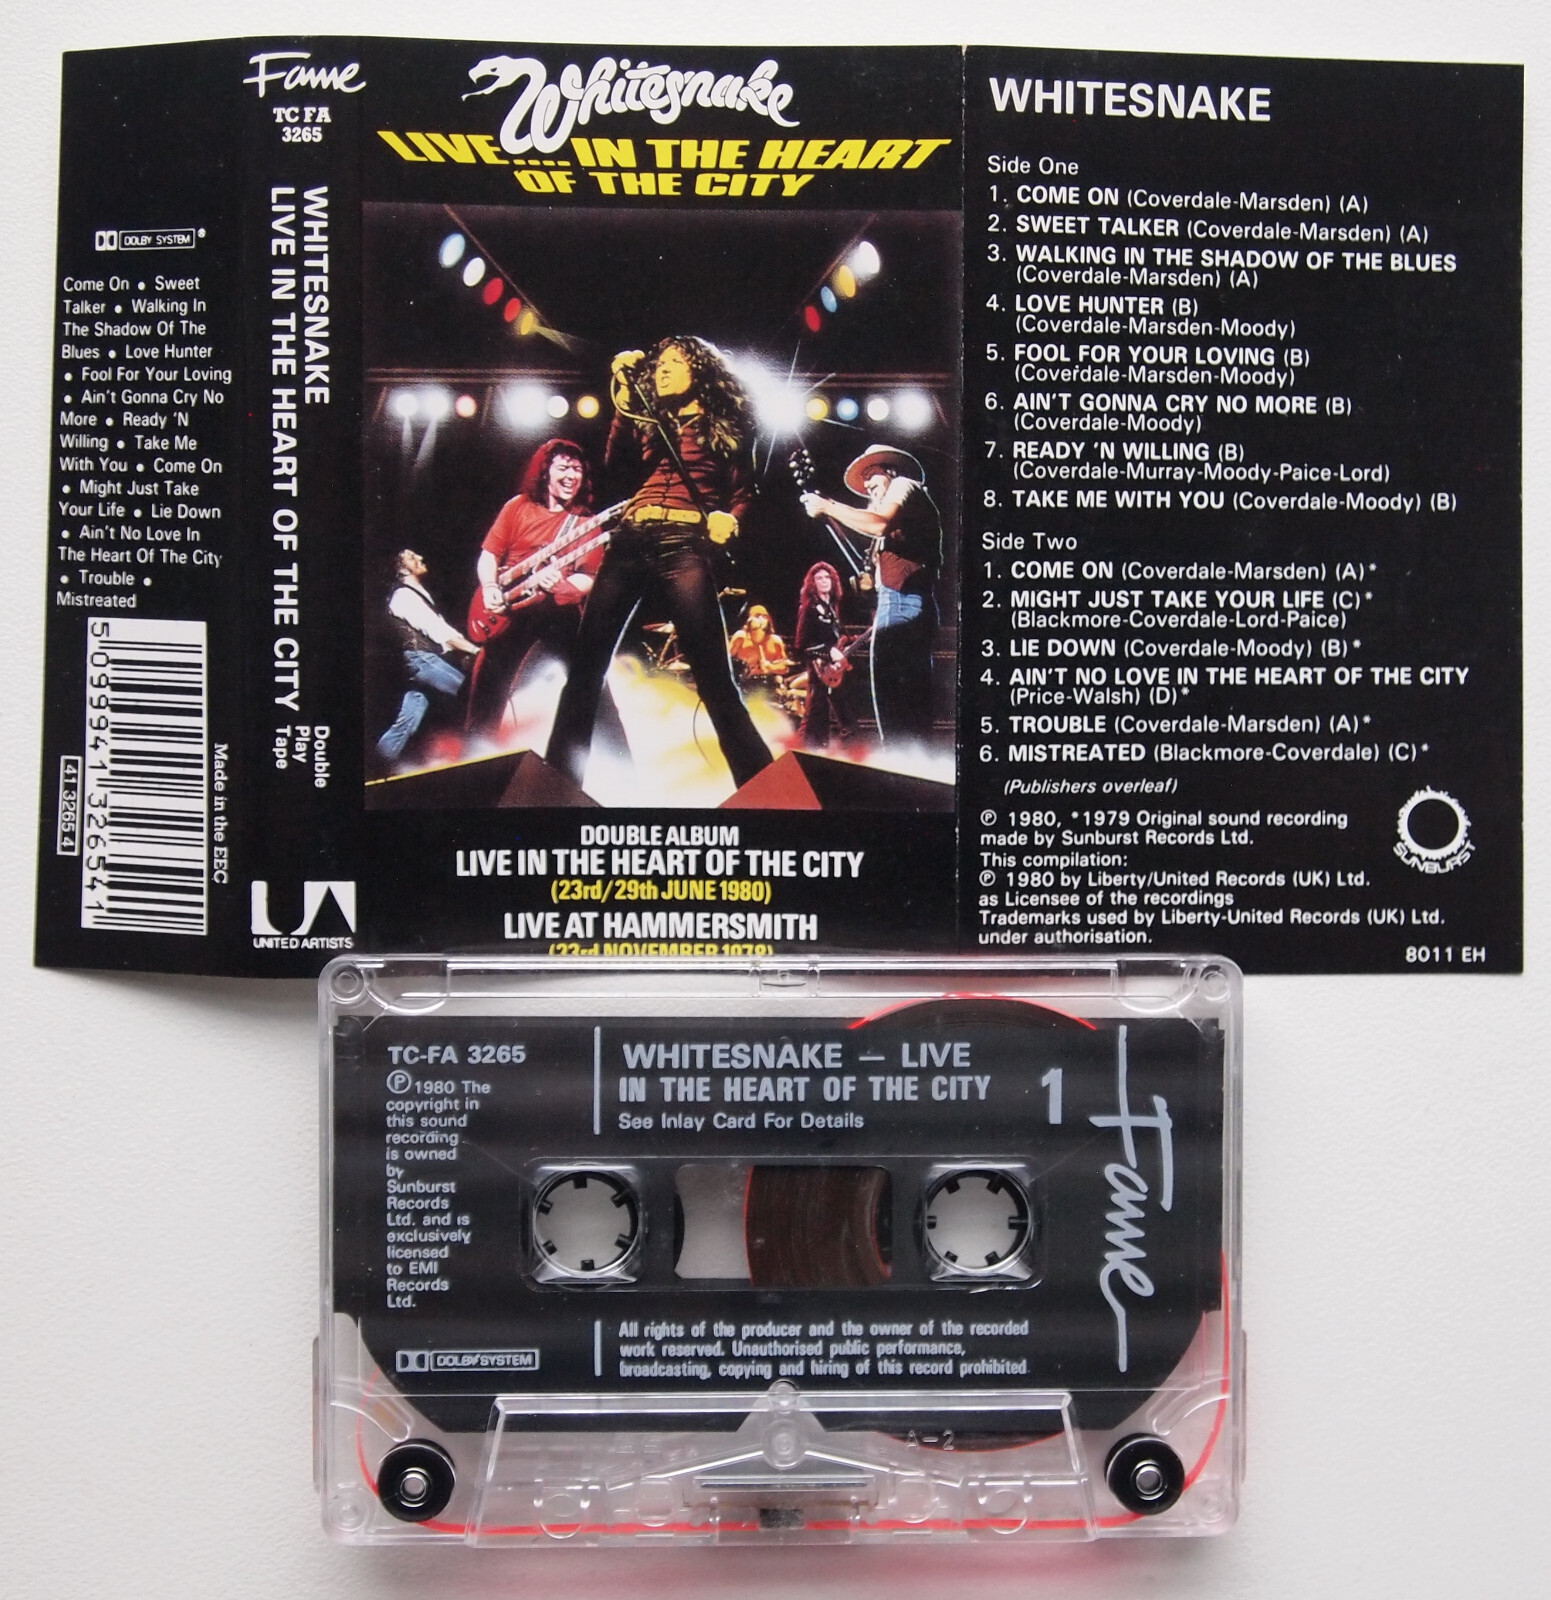 DOLBY SYSTEM ®
Come On • Sweet
Talker • Walking In
The Shadow Of The
Blues • Love Hunter
• Fool For Your Loving
• Ain't Gonna Cry No
More • Ready 'N
Willing • Take Me
With You • Come On
• Might Just Take
Your Life • Lie Down
• Ain't No Love In
The Heart Of The City
• Trouble •
Mistreated
5 099941 326541
41 3265 4
Made in the EEC
Fame
TC FA
3265
WHITESNAKE
LIVE IN THE HEART OF THE CITY
Double
Play
Tape
UA
UNITED ARTISTS
Whitesnake
LIVE.... IN THE HEART
OF THE CITY
DOUBLE ALBUM
LIVE IN THE HEART OF THE CITY
(23rd/29th JUNE 1980)
LIVE AT HAMMERSMITH
(23rd NOVEMBER 1978)
WHITESNAKE
Side One
1. COME ON (Coverdale-Marsden) (A)
2. SWEET TALKER (Coverdale-Marsden) (A)
3. WALKING IN THE SHADOW OF THE BLUES
(Coverdale-Marsden) (A)
4. LOVE HUNTER (B)
(Coverdale-Marsden-Moody)
5. FOOL FOR YOUR LOVING (B)
(Coverdale-Marsden-Moody)
6. AIN'T GONNA CRY NO MORE (B)
(Coverdale-Moody)
7. READY 'N WILLING (B)
(Coverdale-Murray-Moody-Paice-Lord)
8. TAKE ME WITH YOU (Coverdale-Moody) (B)
Side Two
1. COME ON (Coverdale-Marsden) (A)*
2. MIGHT JUST TAKE YOUR LIFE (C)*
(Blackmore-Coverdale-Lord-Paice)
3. LIE DOWN (Coverdale-Moody) (B)*
4. AIN'T NO LOVE IN THE HEART OF THE CITY
(Price-Walsh) (D)*
5. TROUBLE (Coverdale-Marsden) (A)*
6. MISTREATED (Blackmore-Coverdale) (C)*
(Publishers overleaf)
℗ 1980, *1979 Original sound recording
made by Sunburst Records Ltd.
This compilation:
℗ 1980 by Liberty/United Records (UK) Ltd.
as Licensee of the recordings
Trademarks used by Liberty-United Records (UK) Ltd.
under authorisation.
SUNBURST
8011 EH
TC-FA 3265
℗ 1980 The
copyright in
this sound
recording
is owned
by
Sunburst
Records
Ltd. and is
exclusively
licensed
to EMI
Records
Ltd.
DOLBY SYSTEM
WHITESNAKE — LIVE
IN THE HEART OF THE CITY
See Inlay Card For Details
1
Fame
All rights of the producer and the owner of the recorded
work reserved. Unauthorised public performance,
broadcasting, copying and hiring of this record prohibited
A-2